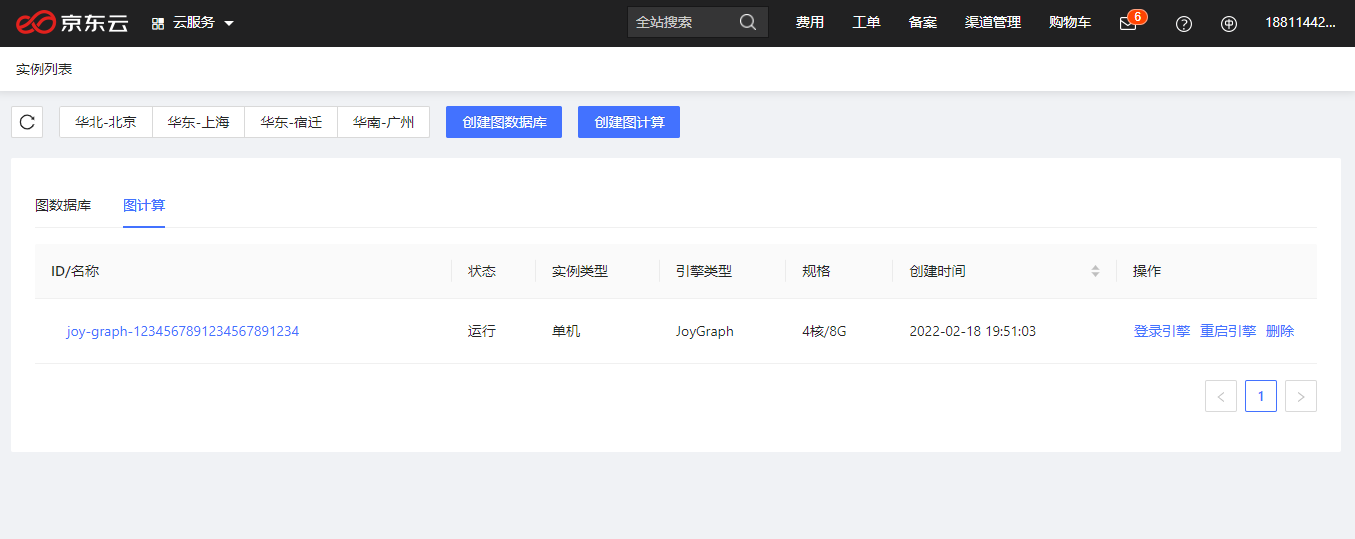 京东云 云服务 全站搜索 费用 工单 备案 渠道管理 购物车 6 中 18811442...
实例列表
华北-北京 华东-上海 华东-宿迁 华南-广州 创建图数据库 创建图计算
图数据库 图计算
ID/名称 状态 实例类型 引擎类型 规格 创建时间 操作
joy-graph-1234567891234567891234 运行 单机 JoyGraph 4核/8G 2022-02-18 19:51:03 登录引擎 重启引擎 删除
< 1 >